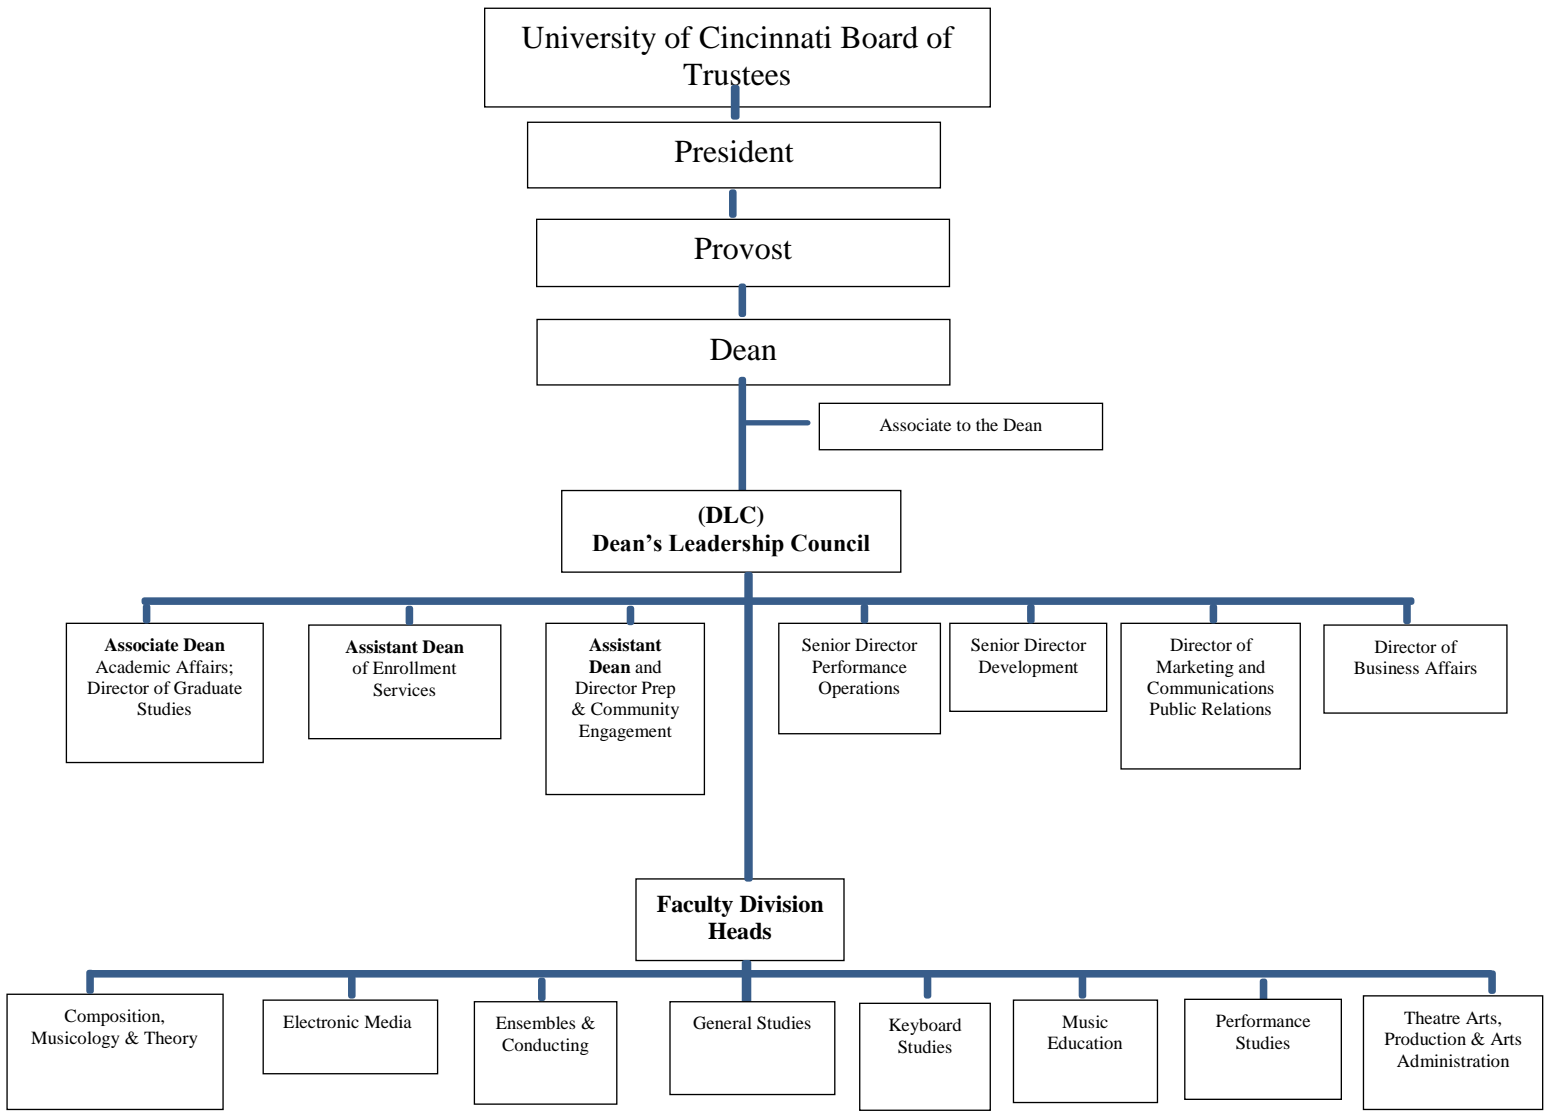 University of Cincinnati Board of
Trustees
President
Provost
Dean
Associate to the Dean
(DLC)
Dean’s Leadership Council
Associate Dean
Academic Affairs;
Director of Graduate
Studies
Assistant Dean
of Enrollment
Services
Assistant
Dean and
Director Prep
& Community
Engagement
Senior Director
Performance
Operations
Senior Director
Development
Director of
Marketing and
Communications
Public Relations
Director of
Business Affairs
Faculty Division
Heads
Composition,
Musicology & Theory
Electronic Media
Ensembles &
Conducting
General Studies
Keyboard
Studies
Music
Education
Performance
Studies
Theatre Arts,
Production & Arts
Administration